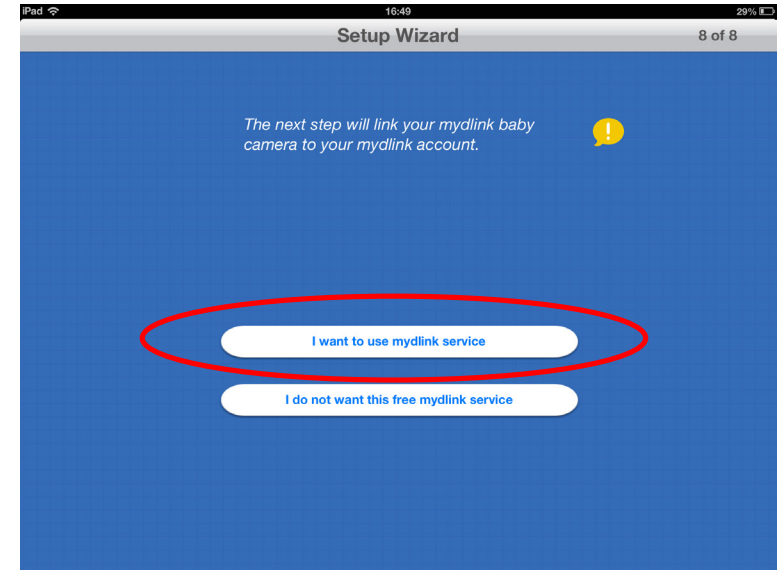 iPad 16:49 29%
Setup Wizard 8 of 8
The next step will link your mydlink baby
camera to your mydlink account.
I want to use mydlink service
I do not want this free mydlink service